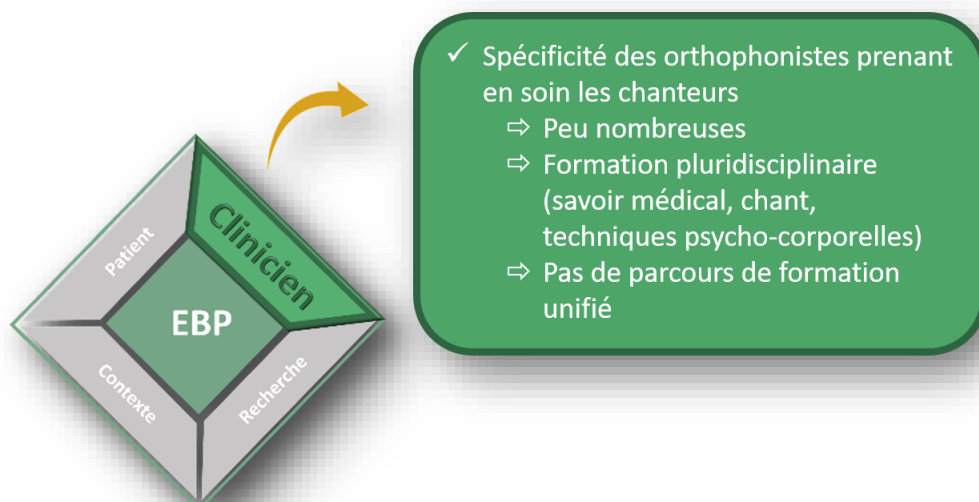 ✓ Spécificité des orthophonistes prenant
en soin les chanteurs
⇨ Peu nombreuses
⇨ Formation pluridisciplinaire
(savoir médical, chant,
techniques psycho-corporelles)
⇨ Pas de parcours de formation
unifié
Patient
Clinicien
EBP
Contexte
Recherche